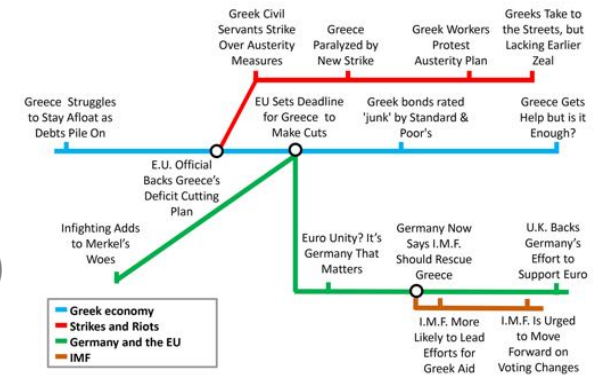 Greek Civil
Servants Strike
Over Austerity
Measures
Greece
Paralyzed by
New Strike
Greek Workers
Protest
Austerity Plan
Greeks Take to
the Streets, but
Lacking Earlier
Zeal
Greece Struggles
to Stay Afloat as
Debts Pile On
EU Sets Deadline
for Greece to
Make Cuts
Greek bonds rated
'junk' by Standard &
Poor's
Greece Gets
Help but is it
Enough?
E.U. Official
Backs Greece's
Deficit Cutting
Plan
Infighting Adds
to Merkel's
Woes
Euro Unity? It's
Germany That
Matters
Germany Now
Says I.M.F.
Should Rescue
Greece
U.K. Backs
Germany's
Effort to
Support Euro
I.M.F. More
Likely to Lead
Efforts for
Greek Aid
I.M.F. Is Urged
to Move
Forward on
Voting Changes
Greek economy
Strikes and Riots
Germany and the EU
IMF